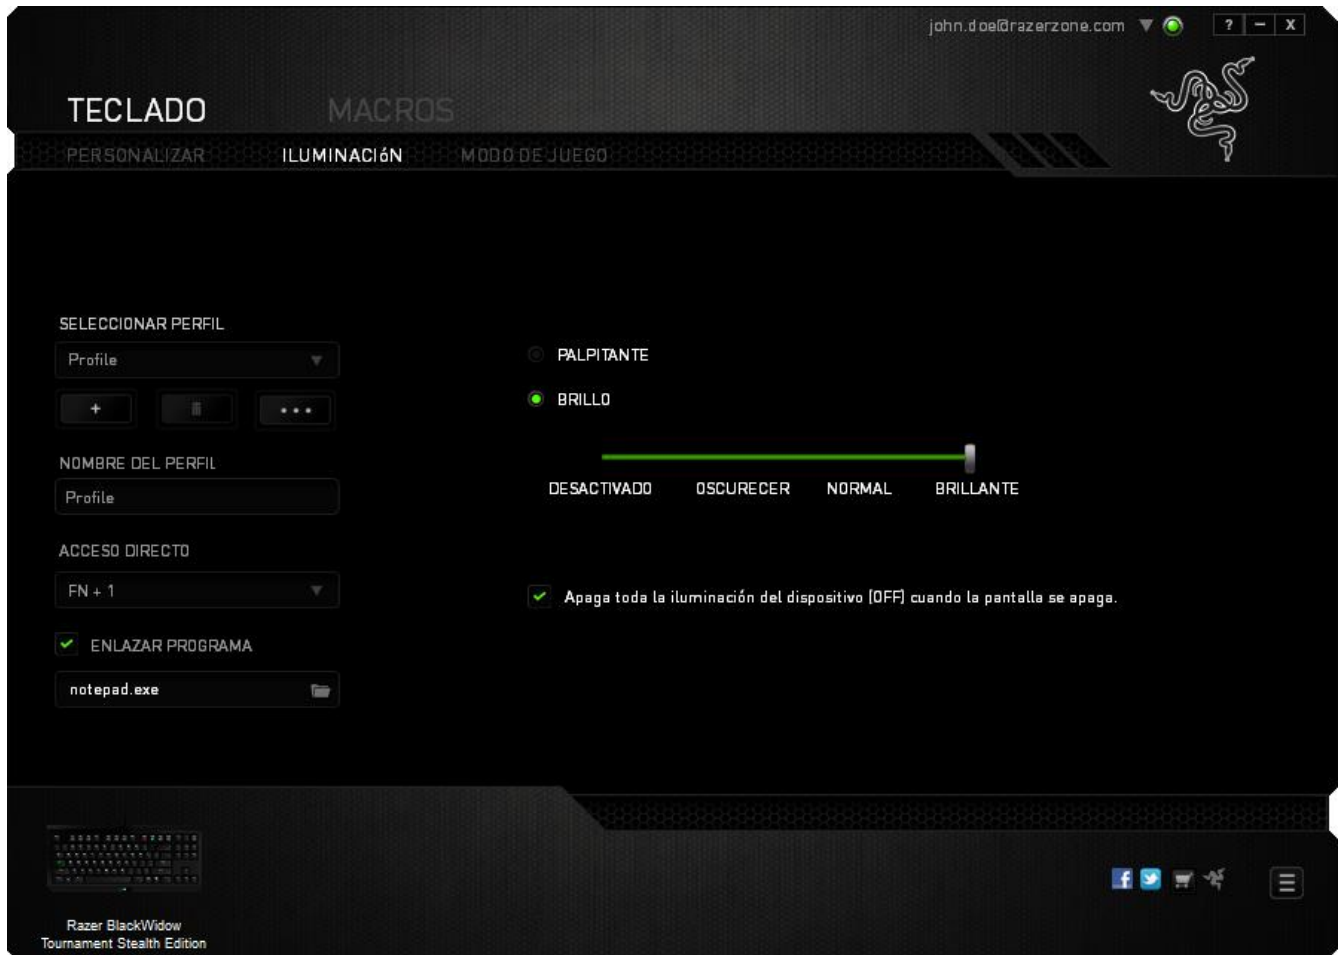 john.doe@razerzone.com
? – X
TECLADO MACROS
PERSONALIZAR ILUMINACIóN MODO DE JUEGO
SELECCIONAR PERFIL
Profile
+ •••
NOMBRE DEL PERFIL
Profile
ACCESO DIRECTO
FN + 1
ENLAZAR PROGRAMA
notepad.exe
PALPITANTE
BRILLO
DESACTIVADO OSCURECER NORMAL BRILLANTE
Apaga toda la iluminación del dispositivo (OFF) cuando la pantalla se apaga.
Razer BlackWidow
Tournament Stealth Edition